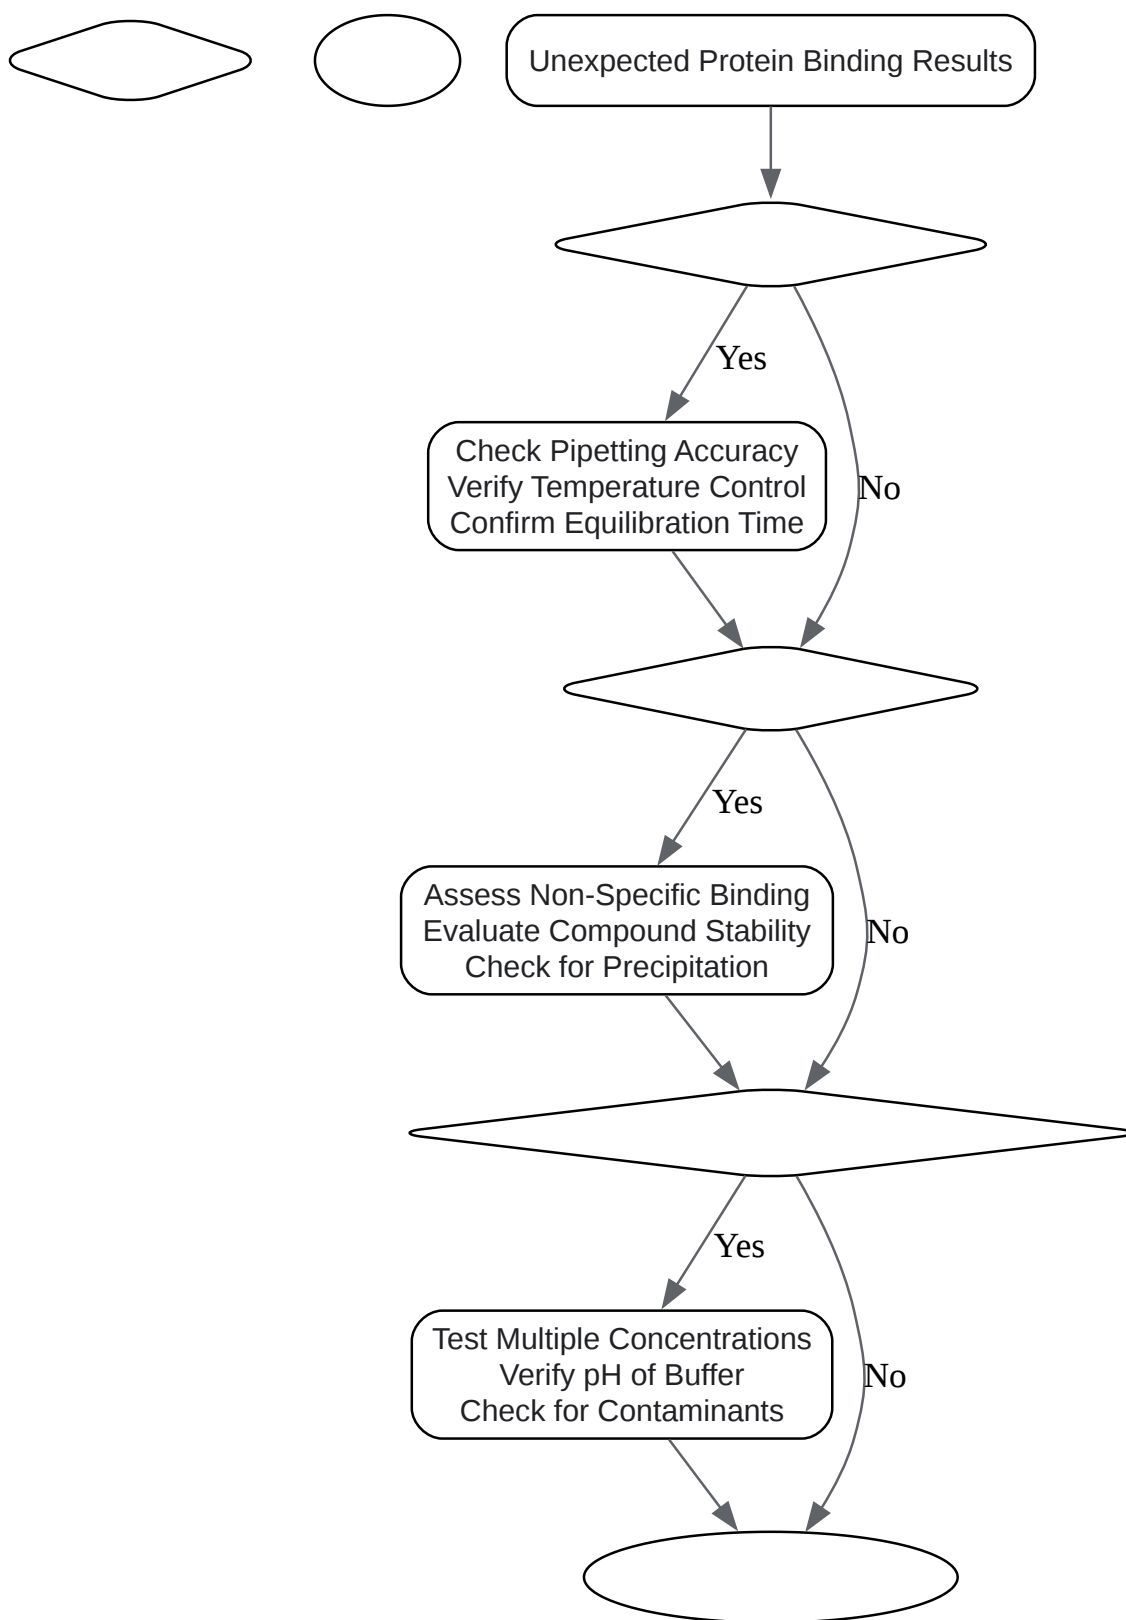 Unexpected Protein Binding Results
Yes
Check Pipetting Accuracy
Verify Temperature Control
Confirm Equilibration Time
No
Yes
Assess Non-Specific Binding
Evaluate Compound Stability
Check for Precipitation
No
Yes
Test Multiple Concentrations
Verify pH of Buffer
Check for Contaminants
No